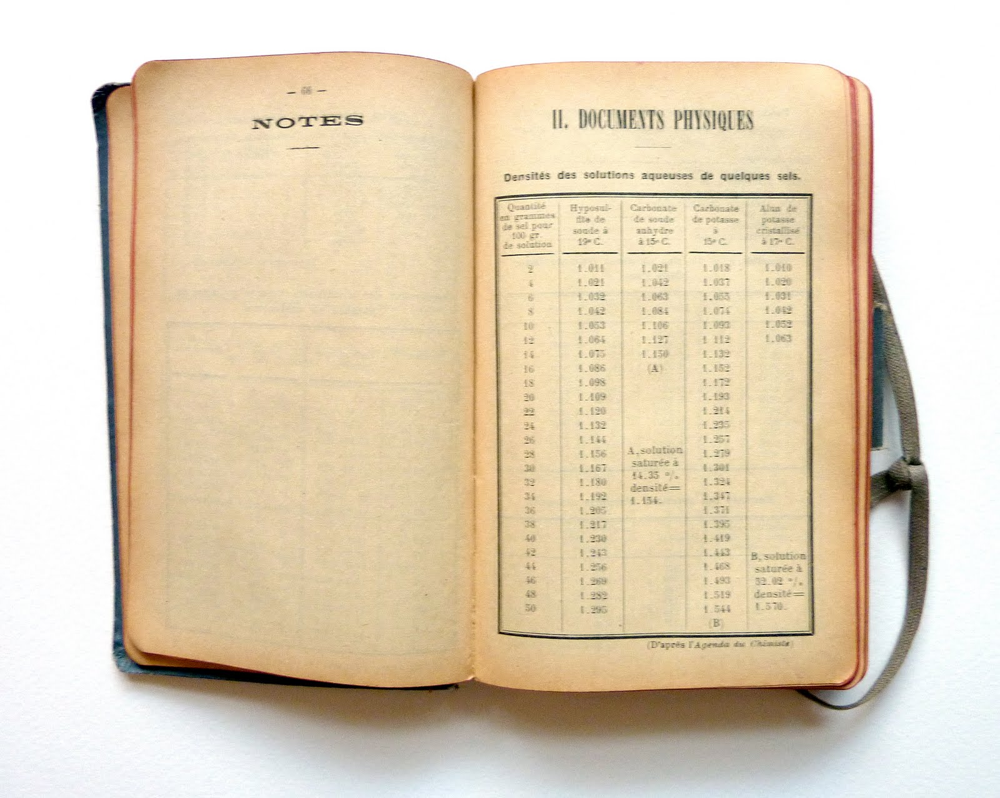 — 68 —
NOTES
II. DOCUMENTS PHYSIQUES
Densités des solutions aqueuses de quelques sels.
Quantité en grammes de sel pour 100 gr. de solution | Hyposulfite de soude à 19° C. | Carbonate de soude anhydre à 15° C. | Carbonate de potasse à 15° C. | Alun de potasse cristallisé à 17° C.
2 1.011 1.021 1.018 1.010
4 1.021 1.042 1.037 1.020
6 1.032 1.063 1.055 1.031
8 1.042 1.084 1.074 1.042
10 1.053 1.106 1.093 1.052
12 1.064 1.127 1 112 1.063
14 1.075 1.150 1.132
16 1.086 (A) 1.152
18 1.098 1.172
20 1.109 1.193
22 1.120 1.214
24 1.132 1.235
26 1.144 1.257
28 1.156 1.279
30 1.167 1.301
32 1.180 1.324
34 1.192 1.347
36 1.205 1.371
38 1.217 1.395
40 1.230 1.419
42 1.243 1.443
44 1.256 1.468
46 1.269 1.493
48 1.282 1.519
50 1.295 1.544
(B)
A, solution
saturée à
14.35 %
densité=
1.154.
B, solution
saturée à
52.02 %
densité=
1.570.
(D'après l'Agenda du Chimiste)